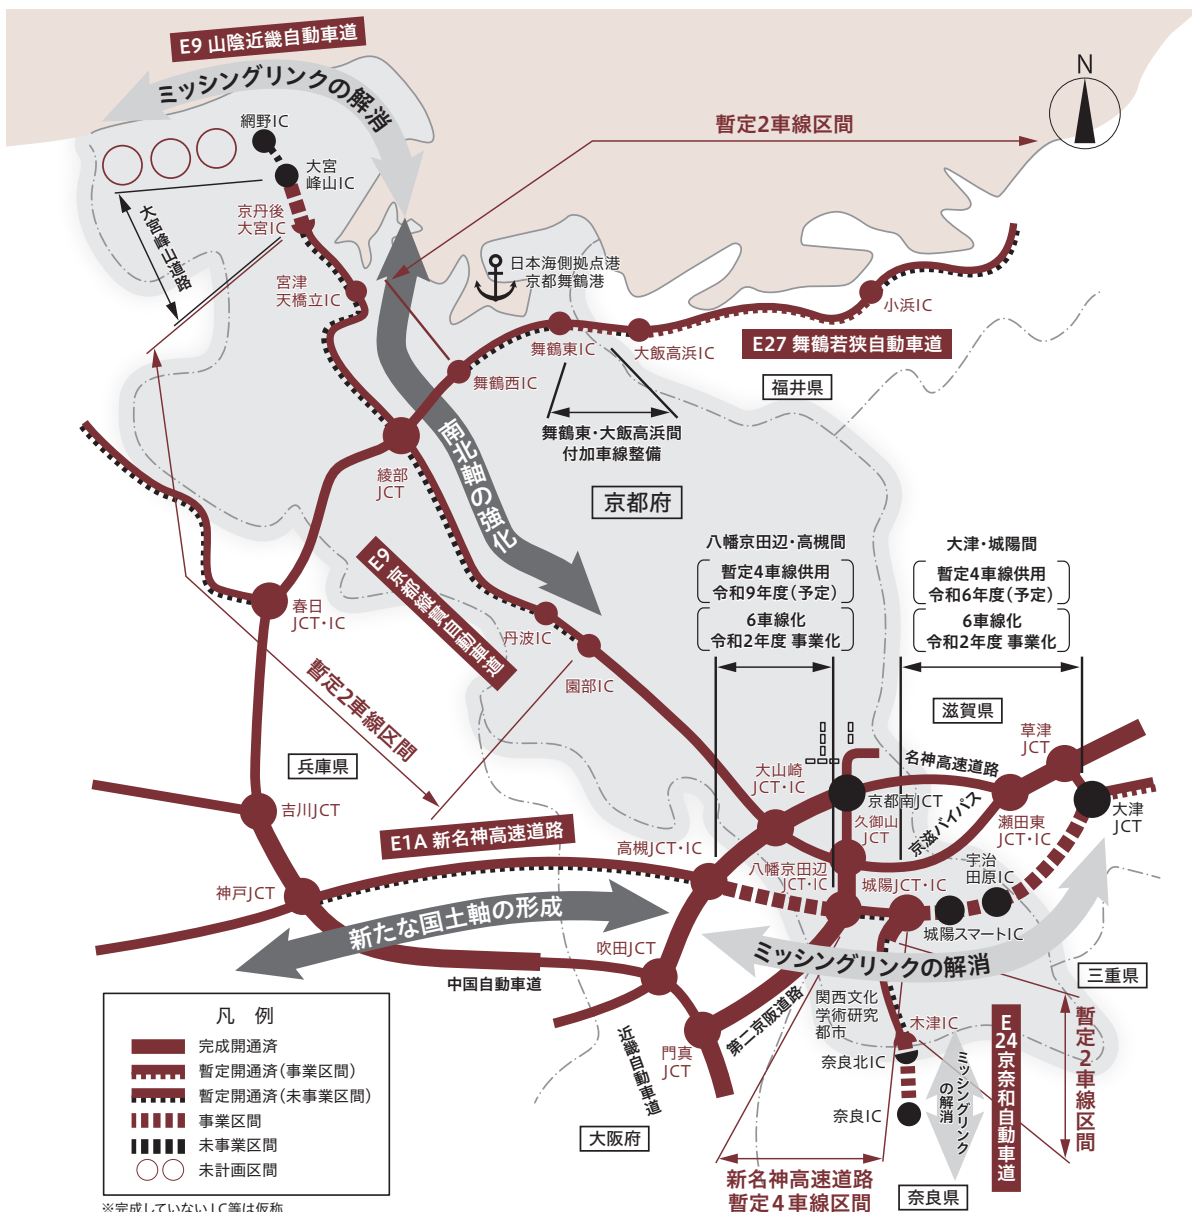 E9 山陰近畿自動車道
ミッシングリンクの解消
N
網野IC
大宮
峰山IC
京丹後
大宮IC
大宮峰山道路
宮津
天橋立IC
暫定2車線区間
日本海側拠点港
京都舞鶴港
小浜IC
舞鶴東IC
大飯高浜IC
E27 舞鶴若狭自動車道
舞鶴西IC
福井県
舞鶴東・大飯高浜間
付加車線整備
綾部
JCT
南北軸の強化
京都府
八幡京田辺・高槻間
暫定4車線供用
令和9年度(予定)
6車線化
令和2年度 事業化
大津・城陽間
暫定4車線供用
令和6年度(予定)
6車線化
令和2年度 事業化
E9 京都縦貫自動車道
春日
JCT・IC
丹波IC
園部IC
暫定2車線区間
滋賀県
兵庫県
草津
JCT
名神高速道路
大山崎
JCT・IC
京都南JCT
久御山
JCT
京滋バイパス
瀬田東
JCT・IC
大津
JCT
吉川JCT
E1A 新名神高速道路
高槻JCT・IC
八幡京田辺
JCT・IC
城陽JCT・IC
宇治
田原IC
神戸JCT
新たな国土軸の形成
城陽スマートIC
吹田JCT
ミッシングリンクの解消
三重県
中国自動車道
関西文化
学術研究
都市
木津IC
第二京阪道路
近畿自動車道
門真
JCT
奈良北IC
奈良IC
ミッシングリンク
の解消
E24 京奈和自動車道
暫定2車線区間
大阪府
新名神高速道路
暫定4車線区間
奈良県
凡 例
完成開通済
暫定開通済(事業区間)
暫定開通済(未事業区間)
事業区間
未事業区間
未計画区間
※完成していないIC等は仮称